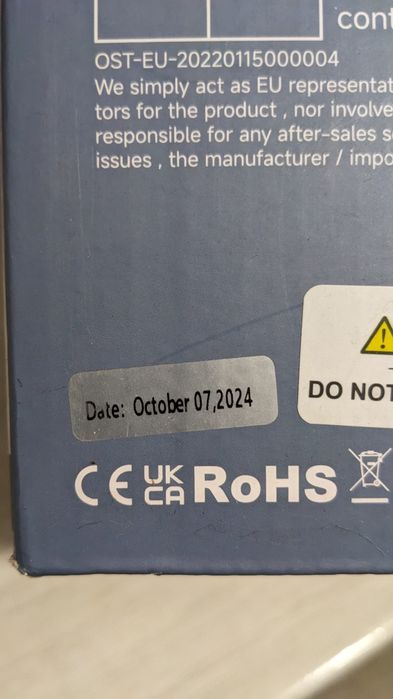 cont
OST-EU-20220115000004
We simply act as EU representat
tors for the product , nor involve
responsible for any after-sales s
issues , the manufacturer / impo
DO NOT
Date: October 07,2024
CE UK CA RoHS